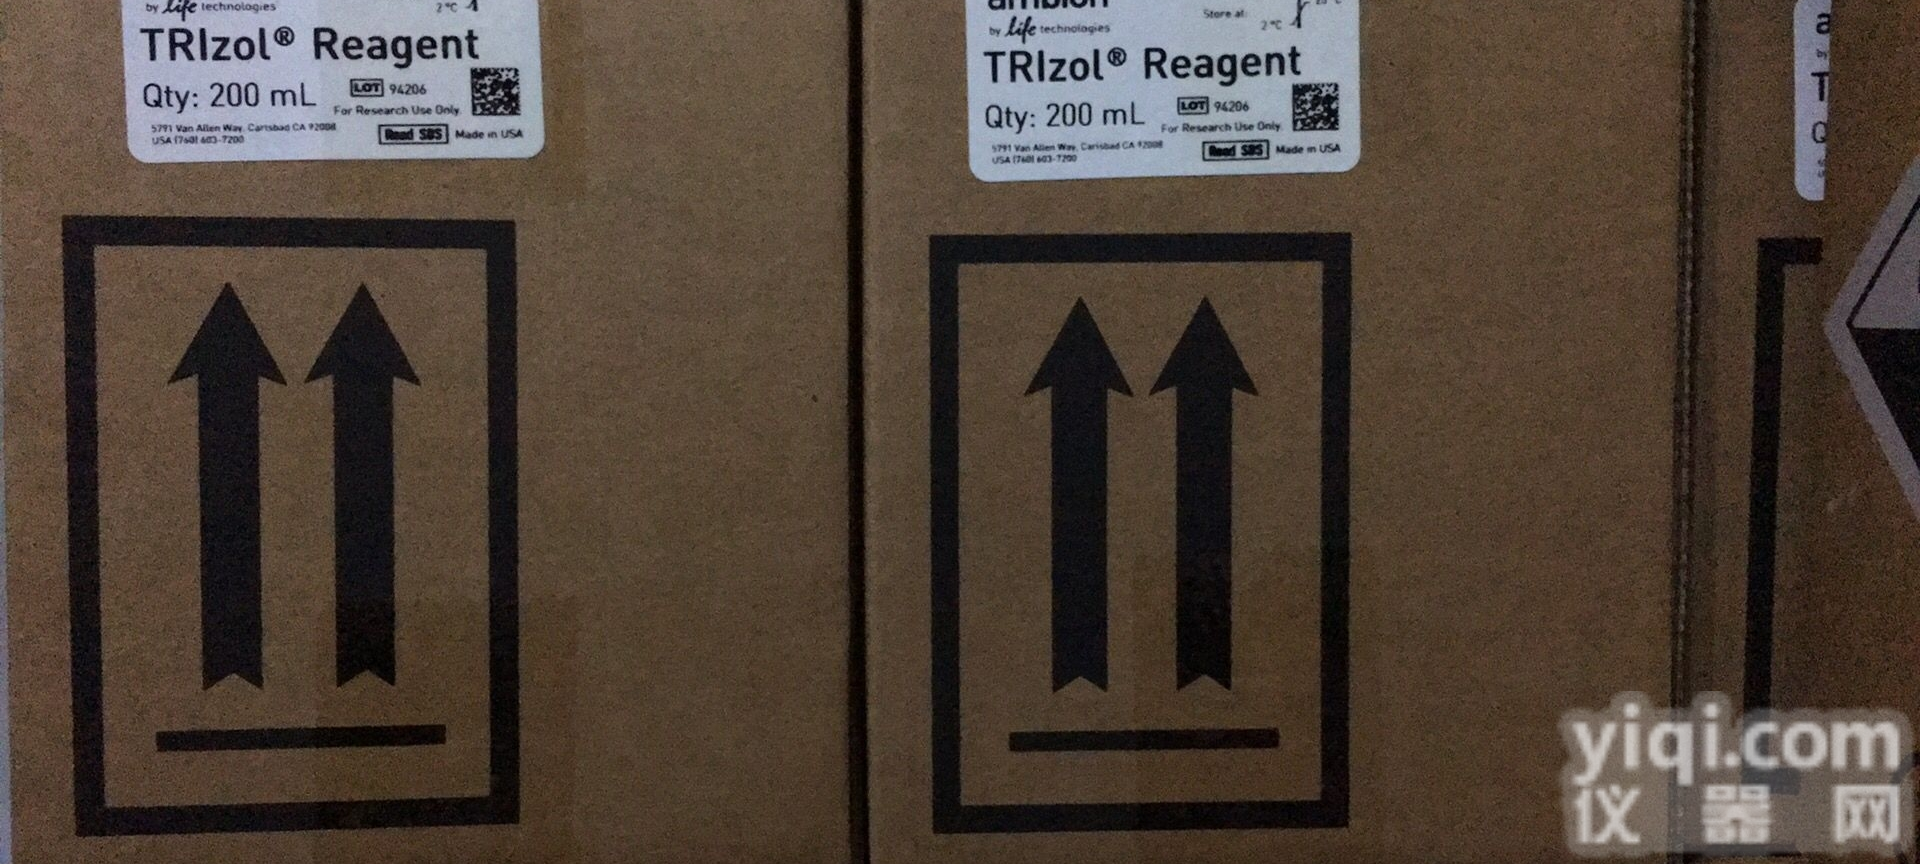 by life technologies
2°C
TRIzol® Reagent
Qty: 200 mL
LOT 94206
For Research Use Only
5791 Van Allen Way, Carlsbad CA 92008
USA (760) 603-7200
Read SDS
Made in USA
ambion
by life technologies
Store at:
2°C
TRIzol® Reagent
Qty: 200 mL
LOT 94206
For Research Use Only
5791 Van Allen Way, Carlsbad CA 92008
USA (760) 603-7200
Read SDS
Made in USA
a
by
T
Q
yiqi.com
仪器网